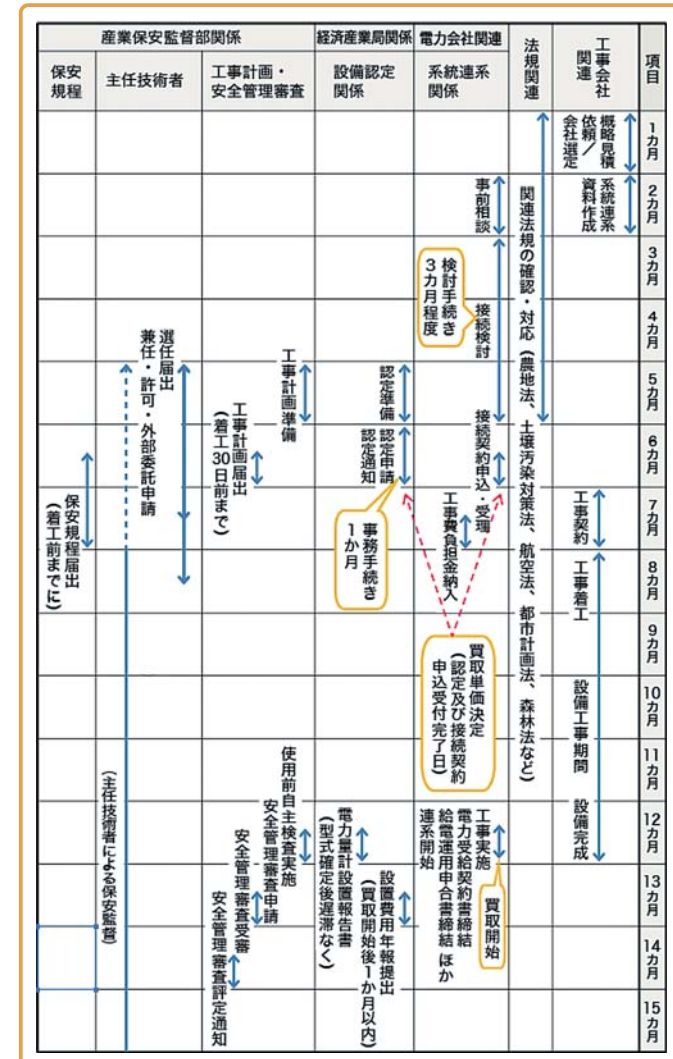 産業保安監督部関係
経済産業局関係
電力会社関連
法規関連
工事会社
関連
項目
保安
規程
主任技術者
工事計画・
安全管理審査
設備認定
関係
系統連系
関係
1カ月
2カ月
3カ月
4カ月
5カ月
6カ月
7カ月
8カ月
9カ月
10カ月
11カ月
12カ月
13カ月
14カ月
15カ月
概略見積
依頼／
会社選定
系統連系
資料作成
工事契約
工事着工
設備工事期間
設備完成
関連法規の確認・対応（農地法、土壌汚染対策法、航空法、都市計画法、森林法など）
事前相談
接続検討
検討手続き
3カ月程度
接続契約申込・受理
工事費負担金納入
買取単価決定
（認定及び接続契約
申込受付完了日）
工事実施
電力受給契約書締結
給電運用申合書締結 ほか
連系開始
買取開始
認定準備
認定申請
認定通知
事務手続き
1か月
電力量計設置報告書
（型式確定後遅滞なく）
設置費用年報提出
（買取開始後1か月以内）
工事計画準備
工事計画届出
（着工30日前まで）
使用前自主検査実施
安全管理審査申請
安全管理審査受審
安全管理審査評定通知
選任届出
兼任・許可・外部委託申請
（主任技術者による保安監督）
保安規程届出
（着工前までに）